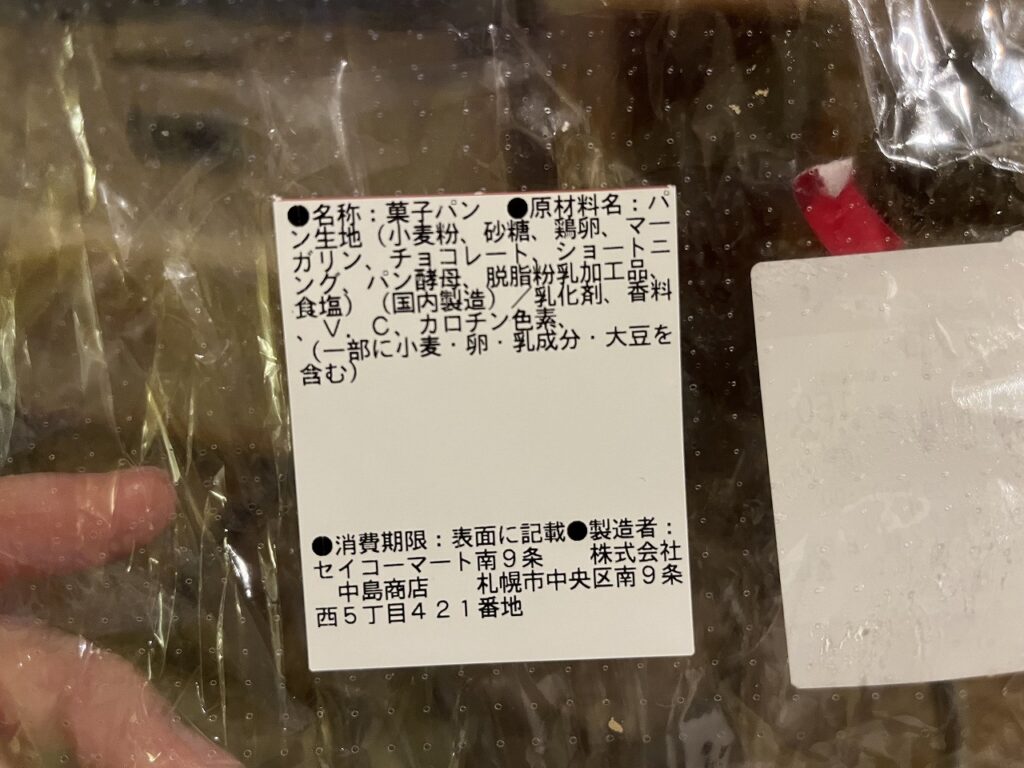 ●名称：菓子パン　●原材料名：パ
ン生地（小麦粉、砂糖、鶏卵、マー
ガリン、チョコレート、ショートニ
ング、パン酵母、脱脂粉乳加工品、
食塩）（国内製造）／乳化剤、香料
、Ｖ．Ｃ、カロチン色素、
（一部に小麦・卵・乳成分・大豆を
含む）
●消費期限：表面に記載●製造者：
セイコーマート南９条　　株式会社
　中島商店　　札幌市中央区南９条
西５丁目４２１番地